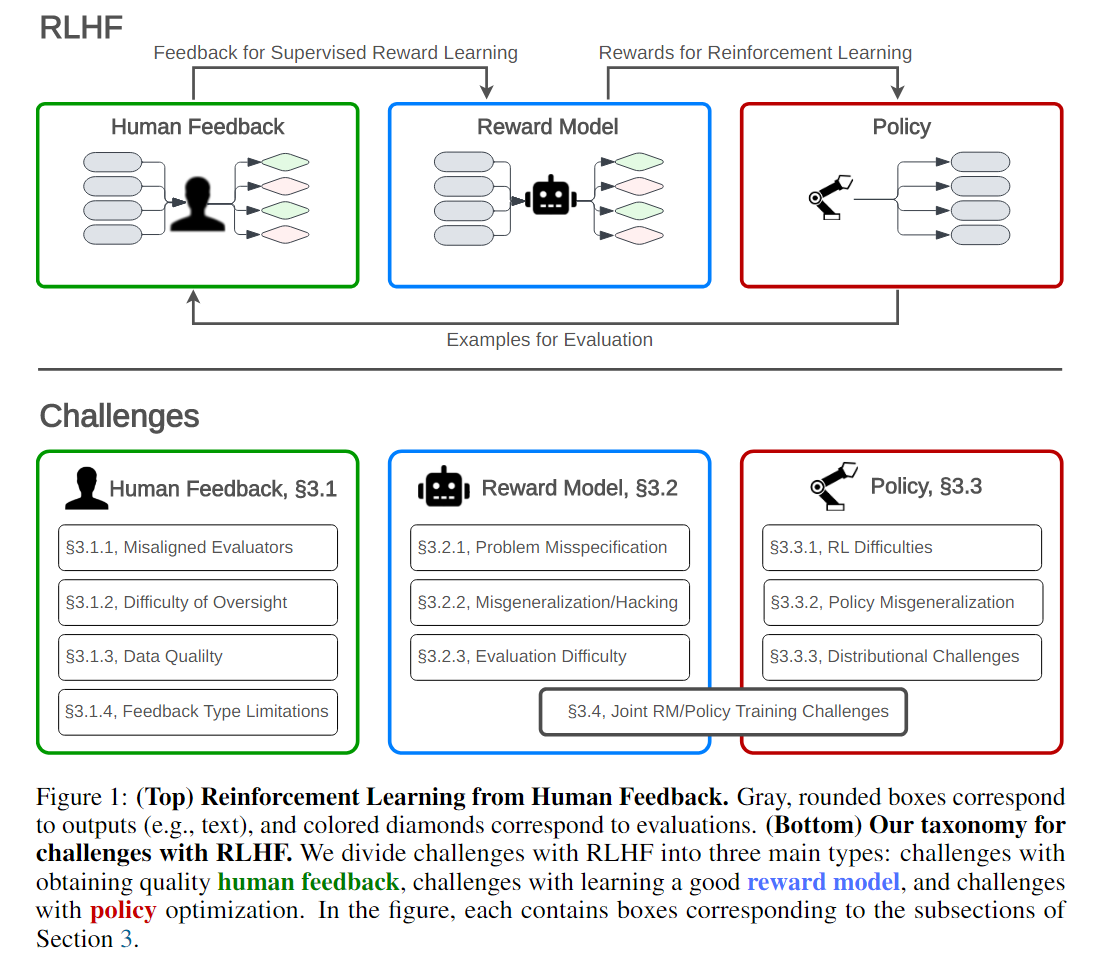 RLHF
Feedback for Supervised Reward Learning
Rewards for Reinforcement Learning
Human Feedback
Reward Model
Policy
Examples for Evaluation
Challenges
Human Feedback, §3.1
§3.1.1, Misaligned Evaluators
§3.1.2, Difficulty of Oversight
§3.1.3, Data Qualilty
§3.1.4, Feedback Type Limitations
Reward Model, §3.2
§3.2.1, Problem Misspecification
§3.2.2, Misgeneralization/Hacking
§3.2.3, Evaluation Difficulty
Policy, §3.3
§3.3.1, RL Difficulties
§3.3.2, Policy Misgeneralization
§3.3.3, Distributional Challenges
§3.4, Joint RM/Policy Training Challenges
Figure 1: (Top) Reinforcement Learning from Human Feedback. Gray, rounded boxes correspond
to outputs (e.g., text), and colored diamonds correspond to evaluations. (Bottom) Our taxonomy for
challenges with RLHF. We divide challenges with RLHF into three main types: challenges with
obtaining quality human feedback, challenges with learning a good reward model, and challenges
with policy optimization. In the figure, each contains boxes corresponding to the subsections of
Section 3.